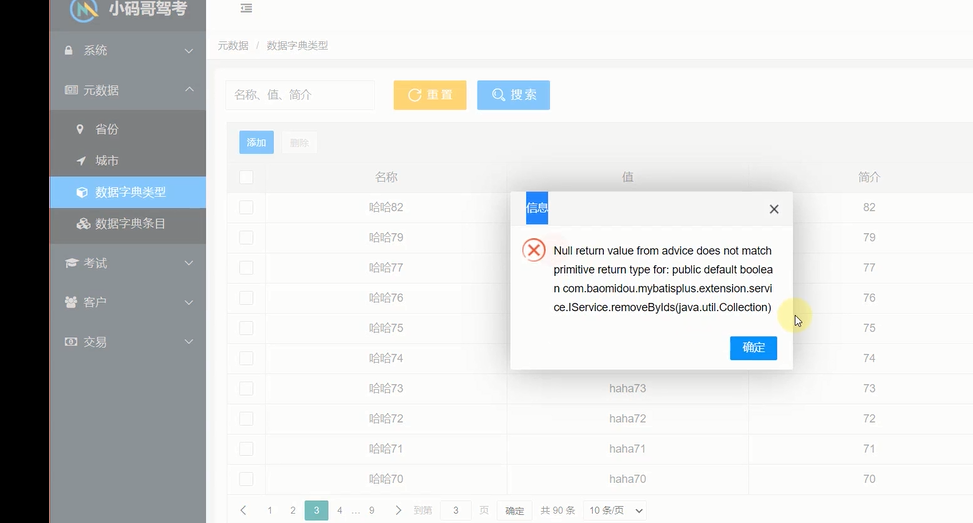 小码哥驾考
系统
元数据
省份
城市
数据字典类型
数据字典条目
考试
客户
交易
元数据 / 数据字典类型
名称、值、简介 重置 搜索
添加 删除
名称 值 简介
哈哈82 82
哈哈79 79
哈哈77 77
哈哈76 76
哈哈75 75
哈哈74 74
哈哈73 haha73 73
哈哈72 haha72 72
哈哈71 haha71 71
哈哈70 haha70 70
信息
Null return value from advice does not match
primitive return type for: public default boolea
n com.baomidou.mybatisplus.extension.servi
ce.IService.removeByIds(java.util.Collection)
确定
1 2 3 4 … 9 到第 3 页 确定 共 90 条 10 条/页